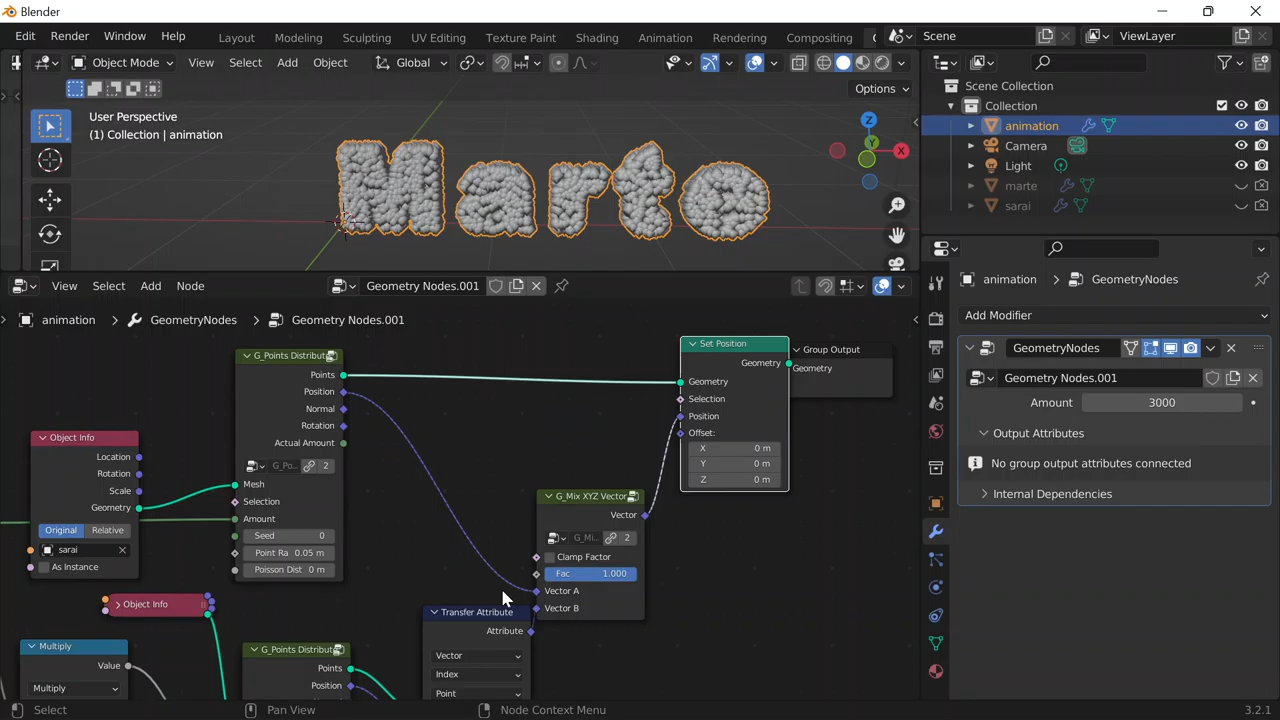 Blender
Edit Render Window Help Layout Modeling Sculpting UV Editing Texture Paint Shading Animation Rendering Compositing Scene ViewLayer
Object Mode View Select Add Object Global
Options
User Perspective
(1) Collection | animation
Marte
Z
Y
X
Scene Collection
Collection
animation
Camera
Light
marte
sarai
View Select Add Node Geometry Nodes.001
animation > GeometryNodes > Geometry Nodes.001
G_Points Distribut
Points
Position
Normal
Rotation
Actual Amount
G_Po.. 2
Mesh
Selection
Amount
Seed 0
Point Ra 0.05 m
Poisson Dist 0 m
Object Info
Location
Rotation
Scale
Geometry
Original Relative
sarai
As Instance
Object Info
Multiply
Value
Multiply
G_Points Distribut
Points
Position
Transfer Attribute
Attribute
Vector
Index
Point
G_Mix XYZ Vector
Vector
G_Mi.. 2
Clamp Factor
Fac 1.000
Vector A
Vector B
Set Position
Geometry
Geometry
Selection
Position
Offset:
X 0 m
Y 0 m
Z 0 m
Group Output
Geometry
animation > GeometryNodes
Add Modifier
GeometryNodes
Geometry Nodes.001
Amount 3000
Output Attributes
No group output attributes connected
Internal Dependencies
Select Pan View Node Context Menu 3.2.1